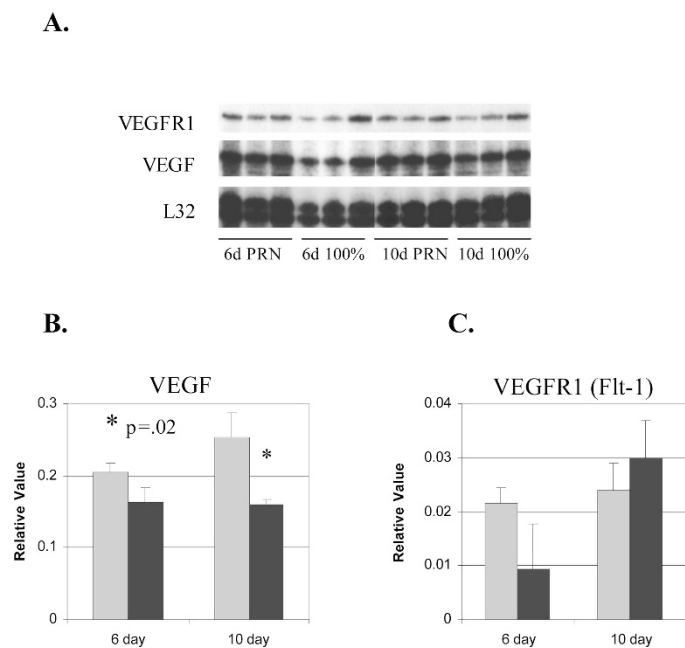 A.
VEGFR1
VEGF
L32
6d PRN 6d 100% 10d PRN 10d 100%
B.
VEGF
0.3
* p=.02
*
0.2
0.1
0
Relative Value
6 day 10 day
C.
VEGFR1 (Flt-1)
0.04
0.03
0.02
0.01
0
Relative Value
6 day 10 day